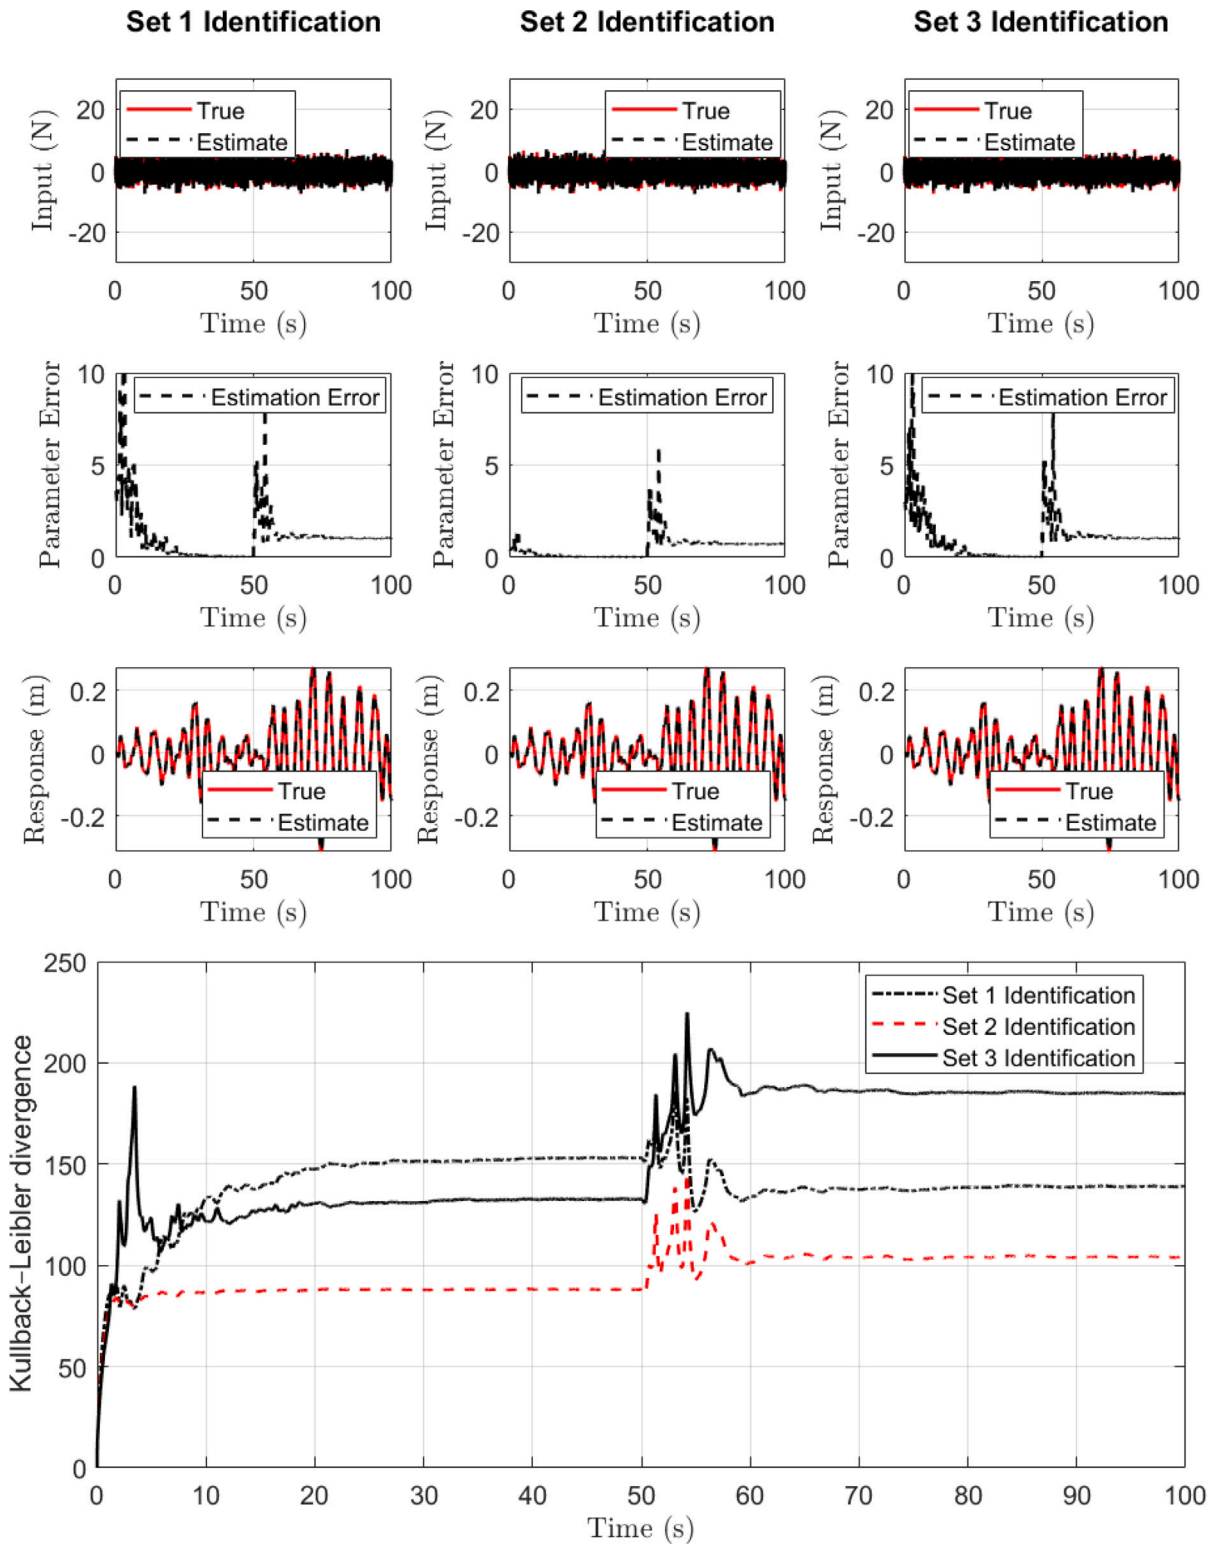 Set 1 Identification
Set 2 Identification
Set 3 Identification
Input (N)
20
0
-20
True
Estimate
0 50 100
Time (s)
Input (N)
20
0
-20
True
Estimate
0 50 100
Time (s)
Input (N)
20
0
-20
True
Estimate
0 50 100
Time (s)
Parameter Error
10
5
0
Estimation Error
0 50 100
Time (s)
Parameter Error
10
5
0
Estimation Error
0 50 100
Time (s)
Parameter Error
10
5
0
Estimation Error
0 50 100
Time (s)
Response (m)
0.2
0
-0.2
True
Estimate
0 50 100
Time (s)
Response (m)
0.2
0
-0.2
True
Estimate
0 50 100
Time (s)
Response (m)
0.2
0
-0.2
True
Estimate
0 50 100
Time (s)
Kullback-Leibler divergence
250
200
150
100
50
0
Set 1 Identification
Set 2 Identification
Set 3 Identification
0 10 20 30 40 50 60 70 80 90 100
Time (s)